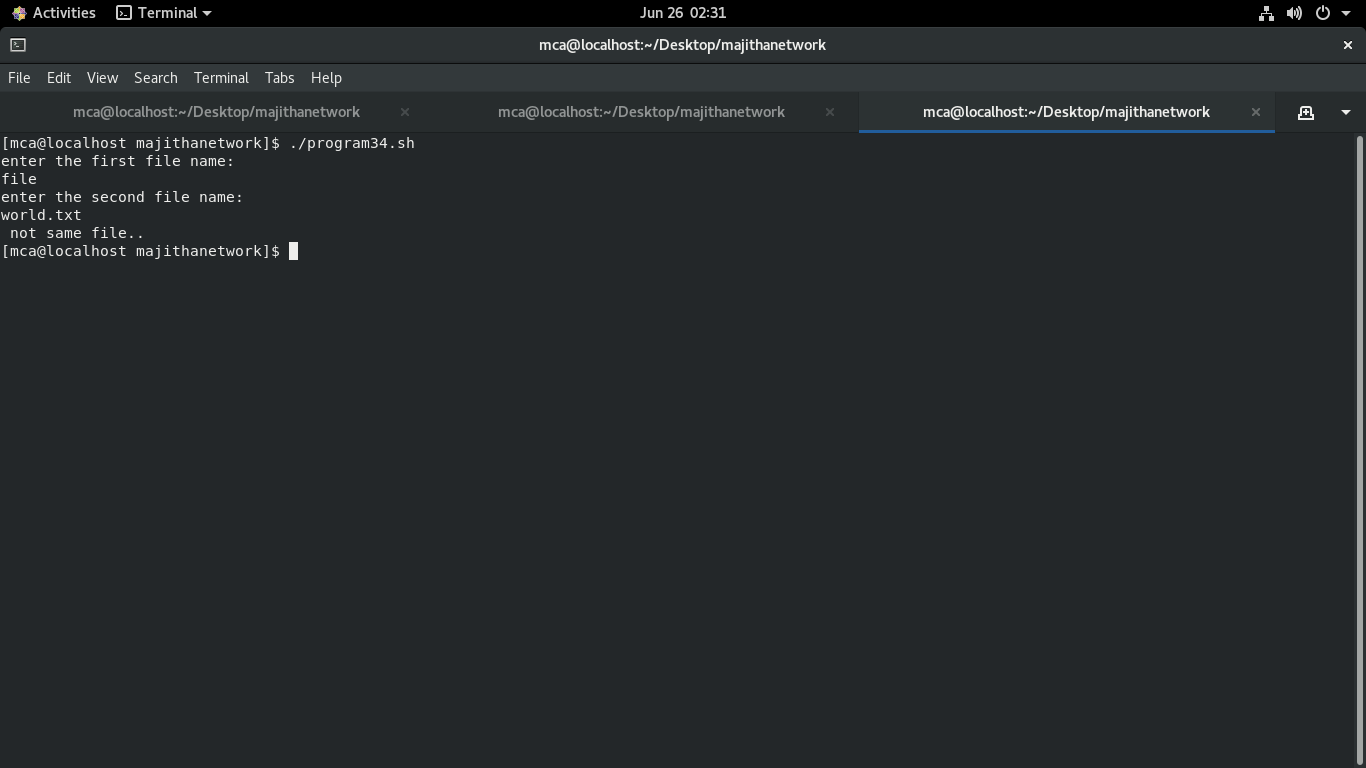 Activities Terminal Jun 26 02:31
mca@localhost:~/Desktop/majithanetwork
File Edit View Search Terminal Tabs Help
mca@localhost:~/Desktop/majithanetwork mca@localhost:~/Desktop/majithanetwork mca@localhost:~/Desktop/majithanetwork
[mca@localhost majithanetwork]$ ./program34.sh
enter the first file name:
file
enter the second file name:
world.txt
 not same file..
[mca@localhost majithanetwork]$